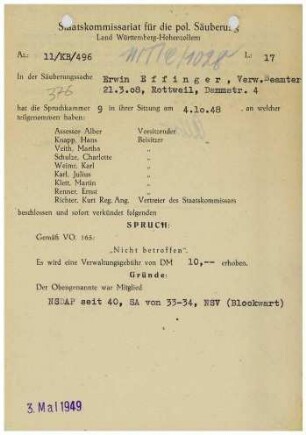 Staatskommissariat für die pol. Säuberung
Land Württemberg-Hohenzollern
Az: 11/KB/496
L: 17
In der Säuberungssache Erwin Effinger, Verw.Beamter
21.3.08, Rottweil, Dammstr. 4
hat die Spruchkammer 9 in ihrer Sitzung am 4.10.48 an welcher
teilgenommen haben:
Assessor Alber Vorsitzender
Knapp, Hans Beisitzer
Veith, Martha "
Schulze, Charlotte "
Karl "
Karl, Julius "
Klett, Martin "
Renner, Ernst "
Richter, Kurt Reg. Ang. Vertreter des Staatskommissars
beschlossen und sofort verkündet folgenden
SPRUCH:
Gemäß VO. 165:
„Nicht betroffen".
Es wird eine Verwaltungsgebühr von DM 10,-- erhoben.
Gründe:
Der Obengenannte war Mitglied
NSDAP seit 40, SA von 33-34, NSV (Blockwart)
3. Mai 1949